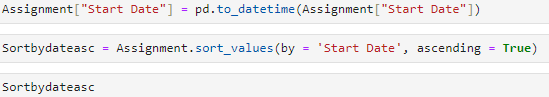 Assignment["Start Date"] = pd.to_datetime(Assignment["Start Date"])
Sortbydateasc = Assignment.sort_values(by = 'Start Date', ascending = True)
Sortbydateasc